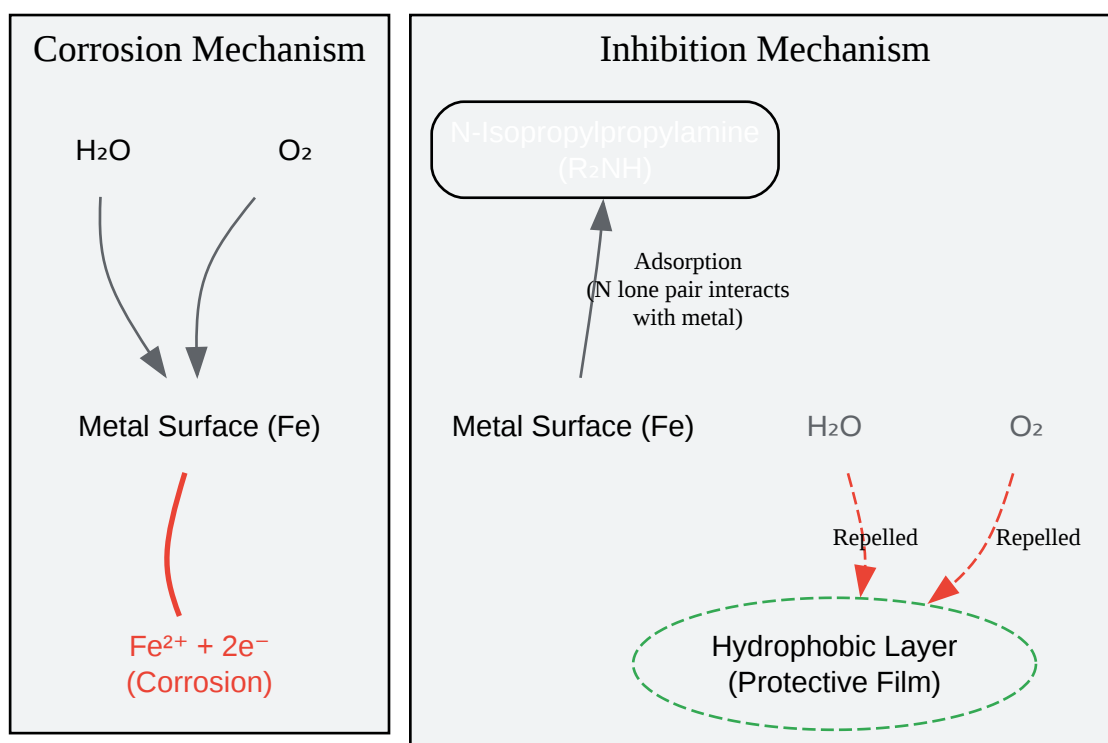 Corrosion Mechanism
H₂O
O₂
Metal Surface (Fe)
Fe²⁺ + 2e⁻
(Corrosion)
Inhibition Mechanism
N-Isopropylpropylamine
(R₂NH)
Adsorption
(N lone pair interacts
with metal)
Metal Surface (Fe)
H₂O
O₂
Repelled
Repelled
Hydrophobic Layer
(Protective Film)